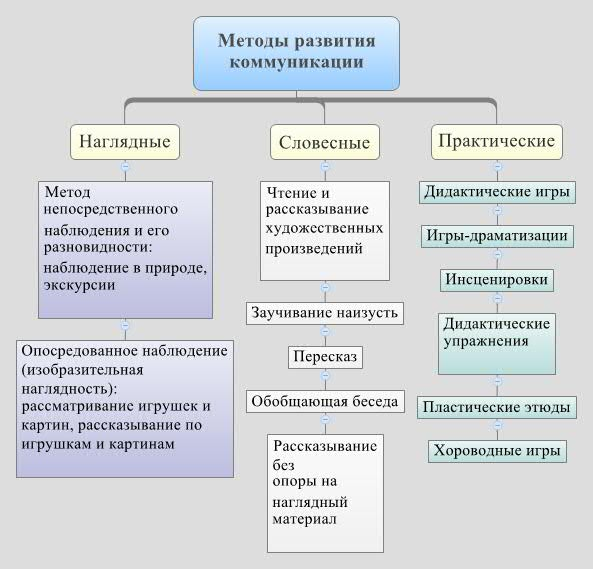 Методы развития
коммуникации
Наглядные
Метод
непосредственного
наблюдения и его
разновидности:
наблюдение в природе,
экскурсии
Опосредованное наблюдение
(изобразительная
наглядность):
рассматривание игрушек и
картин, рассказывание по
игрушкам и картинам
Словесные
Чтение и
рассказывание
художественных
произведений
Заучивание наизусть
Пересказ
Обобщающая беседа
Рассказывание
без
опоры на
наглядный
материал
Практические
Дидактические игры
Игры-драматизации
Инсценировки
Дидактические
упражнения
Пластические этюды
Хороводные игры